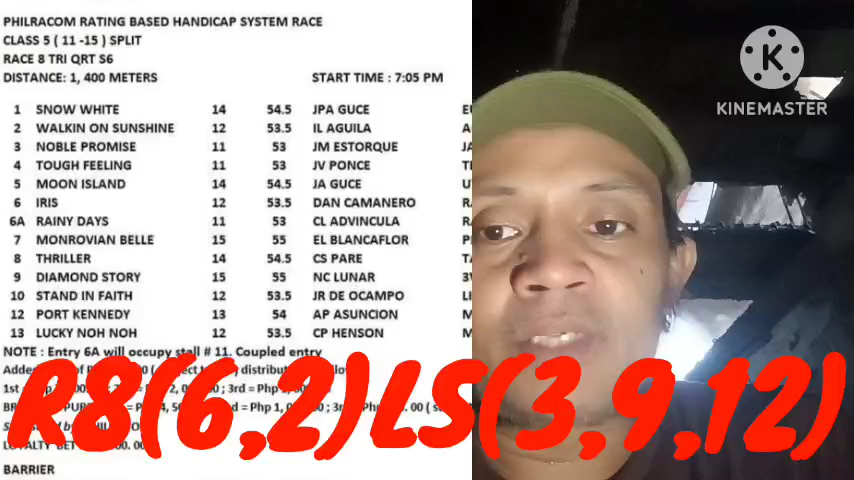 PHILRACOM RATING BASED HANDICAP SYSTEM RACE
CLASS 5 ( 11 -15 ) SPLIT
RACE 8 TRI QRT S6
DISTANCE: 1, 400 METERS START TIME : 7:05 PM
1 SNOW WHITE 14 54.5 JPA GUCE
2 WALKIN ON SUNSHINE 12 53.5 IL AGUILA
3 NOBLE PROMISE 11 53 JM ESTORQUE
4 TOUGH FEELING 11 53 JV PONCE
5 MOON ISLAND 14 54.5 JA GUCE
6 IRIS 12 53.5 DAN CAMANERO
6A RAINY DAYS 11 53 CL ADVINCULA
7 MONROVIAN BELLE 15 55 EL BLANCAFLOR
8 THRILLER 14 54.5 CS PARE
9 DIAMOND STORY 15 55 NC LUNAR
10 STAND IN FAITH 12 53.5 JR DE OCAMPO
12 PORT KENNEDY 13 54 AP ASUNCION
13 LUCKY NOH NOH 12 53.5 CP HENSON
NOTE : Entry 6A will occupy stall # 11. Coupled entry
R8(6,2)LS(3,9,12)
BARRIER
KINEMASTER